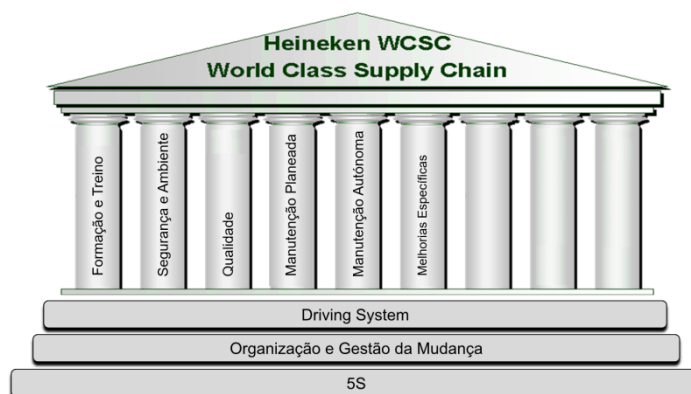 Heineken WCSC
World Class Supply Chain
Formação e Treino
Segurança e Ambiente
Qualidade
Manutenção Planeada
Manutenção Autónoma
Melhorias Específicas
Driving System
Organização e Gestão da Mudança
5S